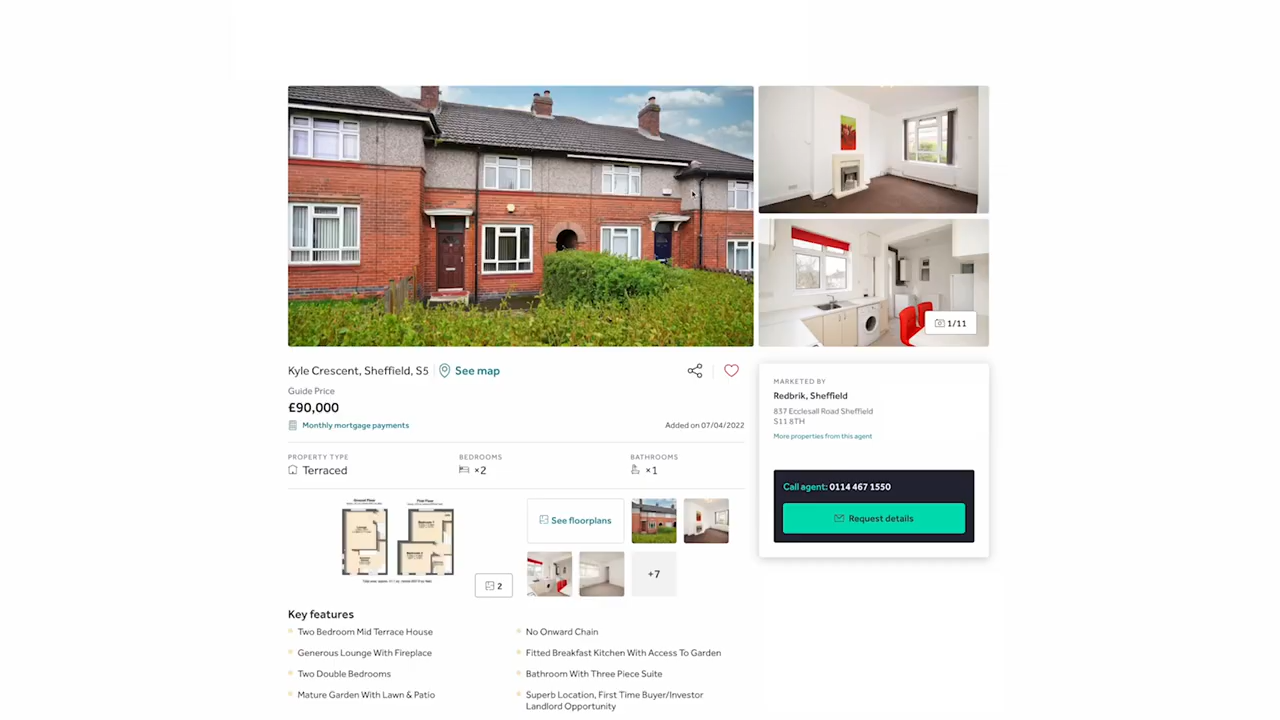 1/11
Kyle Crescent, Sheffield, S5
See map
Guide Price
£90,000
Monthly mortgage payments
Added on 07/04/2022
MARKETED BY
Redbrik, Sheffield
837 Ecclesall Road Sheffield
S11 8TH
More properties from this agent
Call agent: 0114 467 1550
Request details
PROPERTY TYPE
Terraced
BEDROOMS
×2
BATHROOMS
×1
Ground Floor
First Floor
2
See floorplans
+7
Key features
Two Bedroom Mid Terrace House
Generous Lounge With Fireplace
Two Double Bedrooms
Mature Garden With Lawn & Patio
No Onward Chain
Fitted Breakfast Kitchen With Access To Garden
Bathroom With Three Piece Suite
Superb Location, First Time Buyer/Investor
Landlord Opportunity